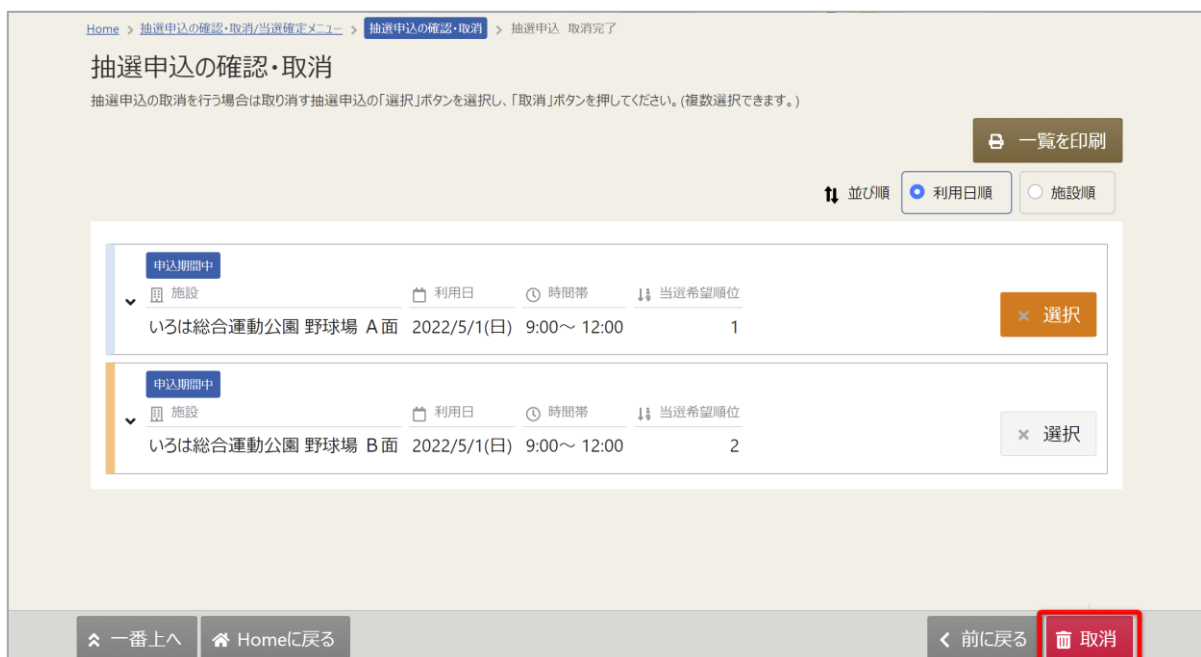 Home > 抽選申込の確認・取消/当選確定メニュー > 抽選申込の確認・取消 > 抽選申込 取消完了
抽選申込の確認・取消
抽選申込の取消を行う場合は取り消す抽選申込の「選択」ボタンを選択し、「取消」ボタンを押してください。(複数選択できます。)
一覧を印刷
並び順 利用日順 施設順
申込期間中
施設 利用日 時間帯 当選希望順位
いろは総合運動公園 野球場 A面 2022/5/1(日) 9:00～ 12:00 1
× 選択
申込期間中
施設 利用日 時間帯 当選希望順位
いろは総合運動公園 野球場 B面 2022/5/1(日) 9:00～ 12:00 2
× 選択
一番上へ Homeに戻る 前に戻る 取消